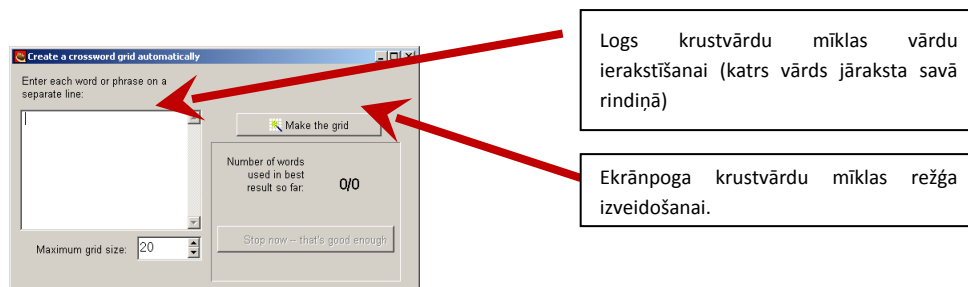 Create a crossword grid automatically
Enter each word or phrase on a
separate line:
Make the grid
Number of words
used in best
result so far:
0/0
Stop now -- that's good enough
Maximum grid size:
20
Logs krustvārdu mīklas vārdu
ierakstīšanai (katrs vārds jāraksta savā
rindiņā)
Ekrānpoga krustvārdu mīklas režģa
izveidošanai.